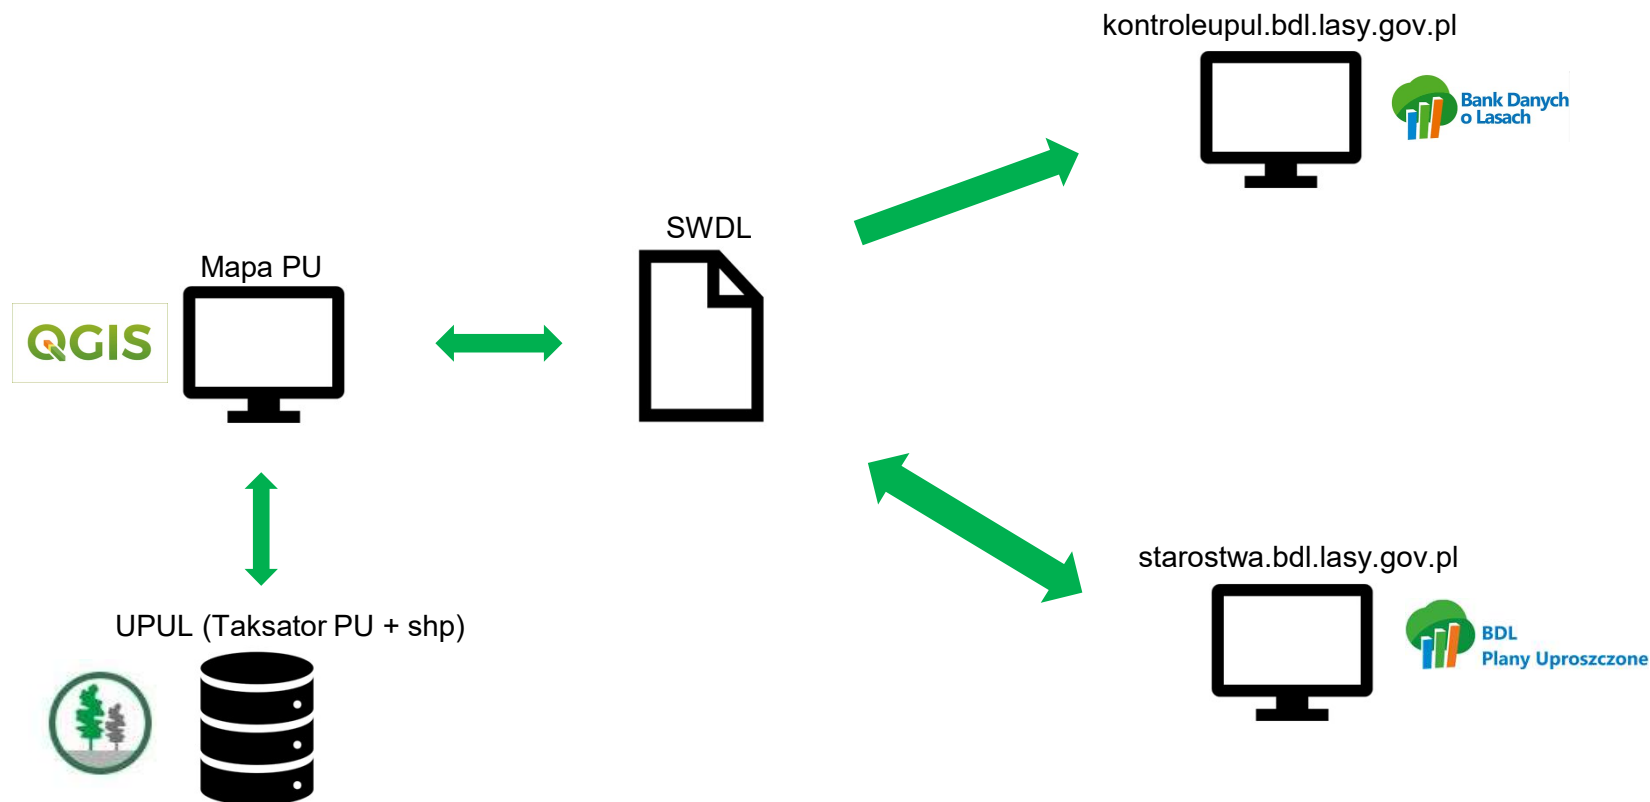 kontroleupul.bdl.lasy.gov.pl
Bank Danych
o Lasach
SWDL
Mapa PU
QGIS
starostwa.bdl.lasy.gov.pl
UPUL (Taksator PU + shp)
BDL
Plany Uproszczone